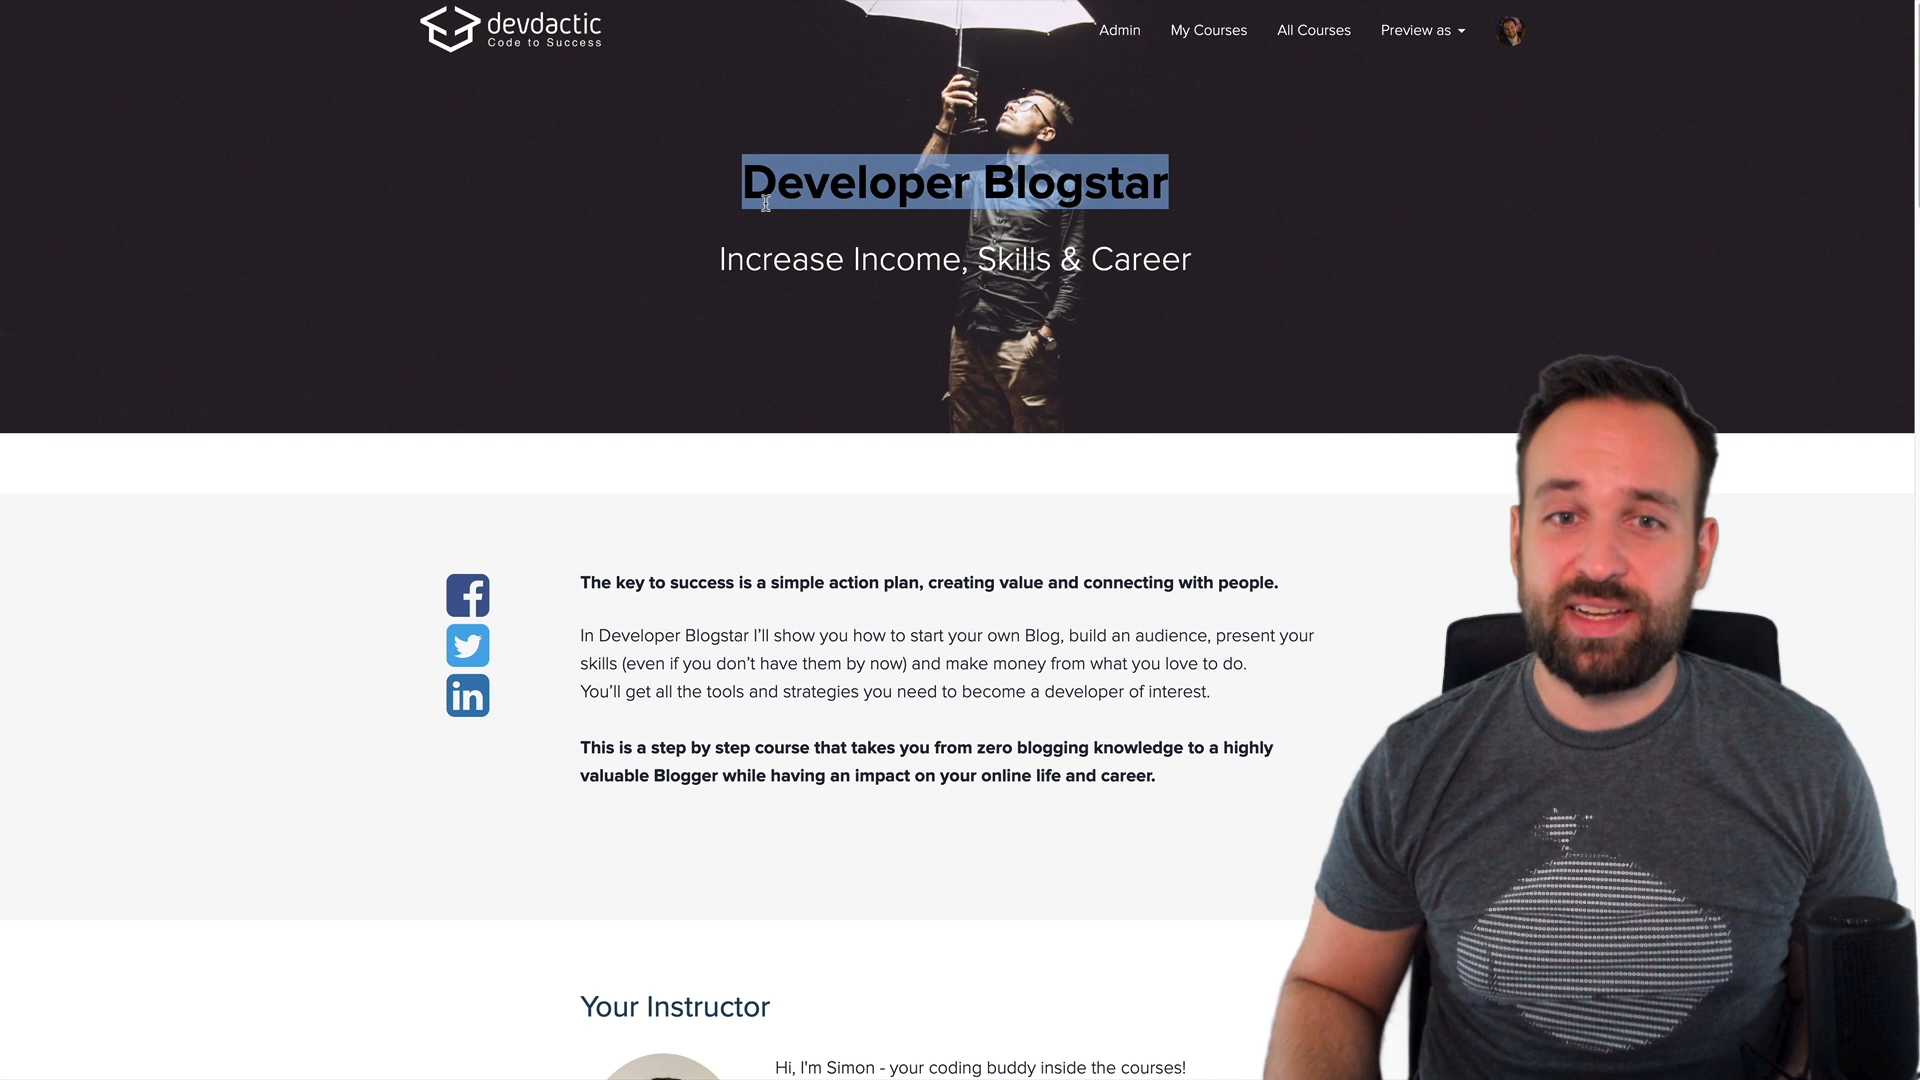 devdactic
Code to Success
Admin
My Courses
All Courses
Preview as
Developer Blogstar
Increase Income, Skills & Career
The key to success is a simple action plan, creating value and connecting with people.
In Developer Blogstar I’ll show you how to start your own Blog, build an audience, present your
skills (even if you don’t have them by now) and make money from what you love to do.
You’ll get all the tools and strategies you need to become a developer of interest.
This is a step by step course that takes you from zero blogging knowledge to a highly
valuable Blogger while having an impact on your online life and career.
Your Instructor
Hi, I'm Simon - your coding buddy inside the courses!